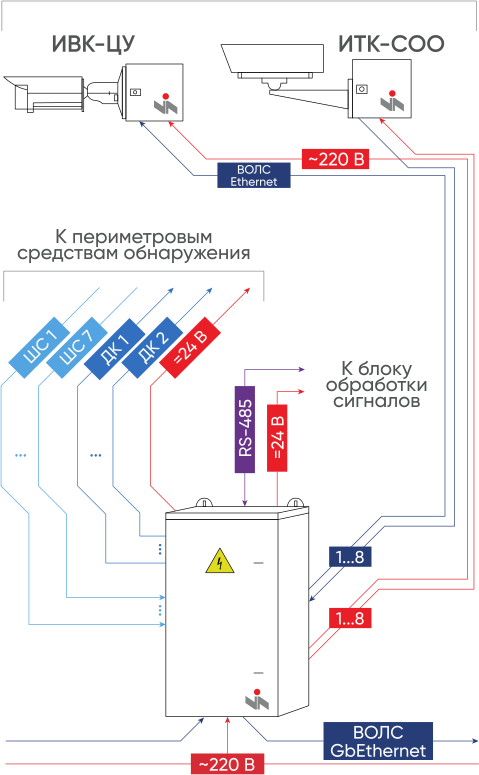 ИВК-ЦУ
ИТК-СОО
~220 В
ВОЛС
Ethernet
К периметровым
средствам обнаружения
ШС 1
ШС 7
ДК 1
ДК 2
=24 В
К блоку
обработки
сигналов
RS-485
=24 В
...
...
...
...
1...8
1...8
ВОЛС
GbEthernet
~220 В